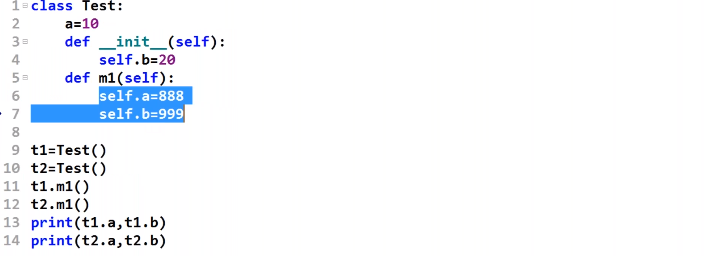 1 class Test:
2     a=10
3     def __init__(self):
4         self.b=20
5     def m1(self):
6         self.a=888
7         self.b=999
8
9 t1=Test()
10 t2=Test()
11 t1.m1()
12 t2.m1()
13 print(t1.a,t1.b)
14 print(t2.a,t2.b)